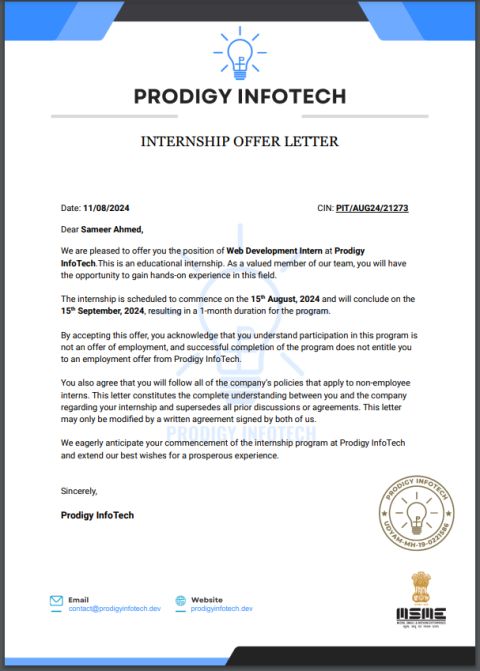 PRODIGY INFOTECH
INTERNSHIP OFFER LETTER
Date: 11/08/2024 CIN: PIT/AUG24/21273
Dear Sameer Ahmed,
We are pleased to offer you the position of Web Development Intern at Prodigy
InfoTech.This is an educational internship. As a valued member of our team, you will have
the opportunity to gain hands-on experience in this field.
The internship is scheduled to commence on the 15th August, 2024 and will conclude on
15th September, 2024, resulting in a 1-month duration for the program.
By accepting this offer, you acknowledge that you understand participation in this program is
not an offer of employment, and successful completion of the program does not entitle you
to an employment offer from Prodigy InfoTech.
You also agree that you will follow all of the company's policies that apply to non-employee
interns. This letter constitutes the complete understanding between you and the company
regarding your internship and supersedes all prior discussions or agreements. This letter
may only be modified by a written agreement signed by both of us.
PRODIGY INFOTECH
We eagerly anticipate your commencement of the internship program at Prodigy InfoTech
and extend our best wishes for a prosperous experience.
Sincerely,
Prodigy InfoTech
PRODIGY INFOTECH
UDYAM-MH-19-0221586
Email
contact@prodigyinfotech.dev
Website
prodigyinfotech.dev
MSME